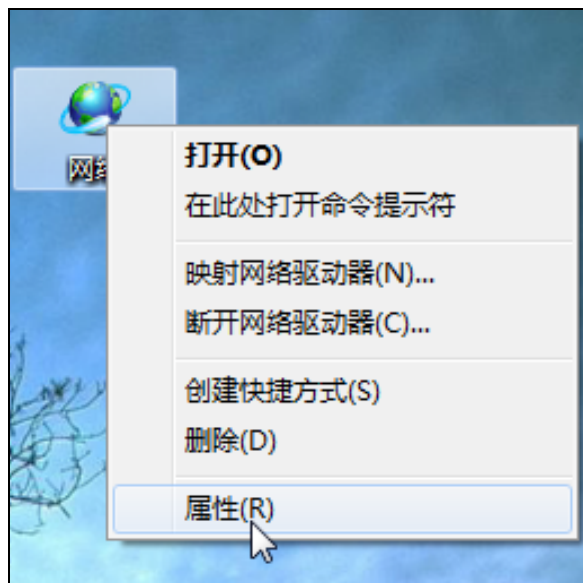 网络
打开(O)
在此处打开命令提示符
映射网络驱动器(N)...
断开网络驱动器(C)...
创建快捷方式(S)
删除(D)
属性(R)